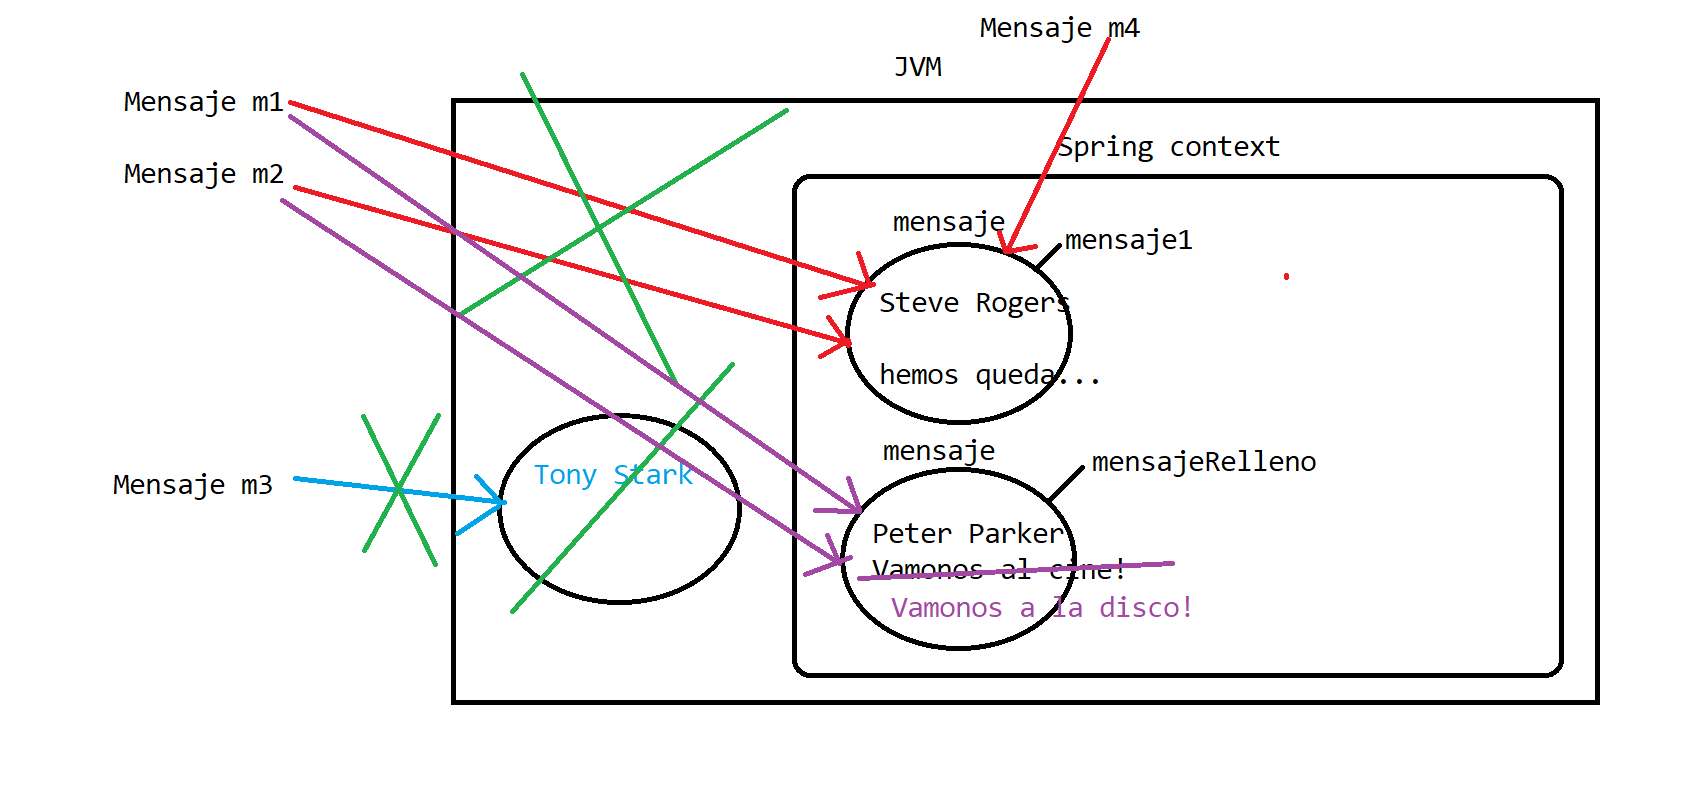 Mensaje m4
JVM
Mensaje m1
Spring context
Mensaje m2
mensaje
mensaje1
Steve Rogers
hemos queda...
mensaje
mensajeRelleno
Tony Stark
Mensaje m3
Peter Parker
Vamonos al cine!
Vamonos a la disco!